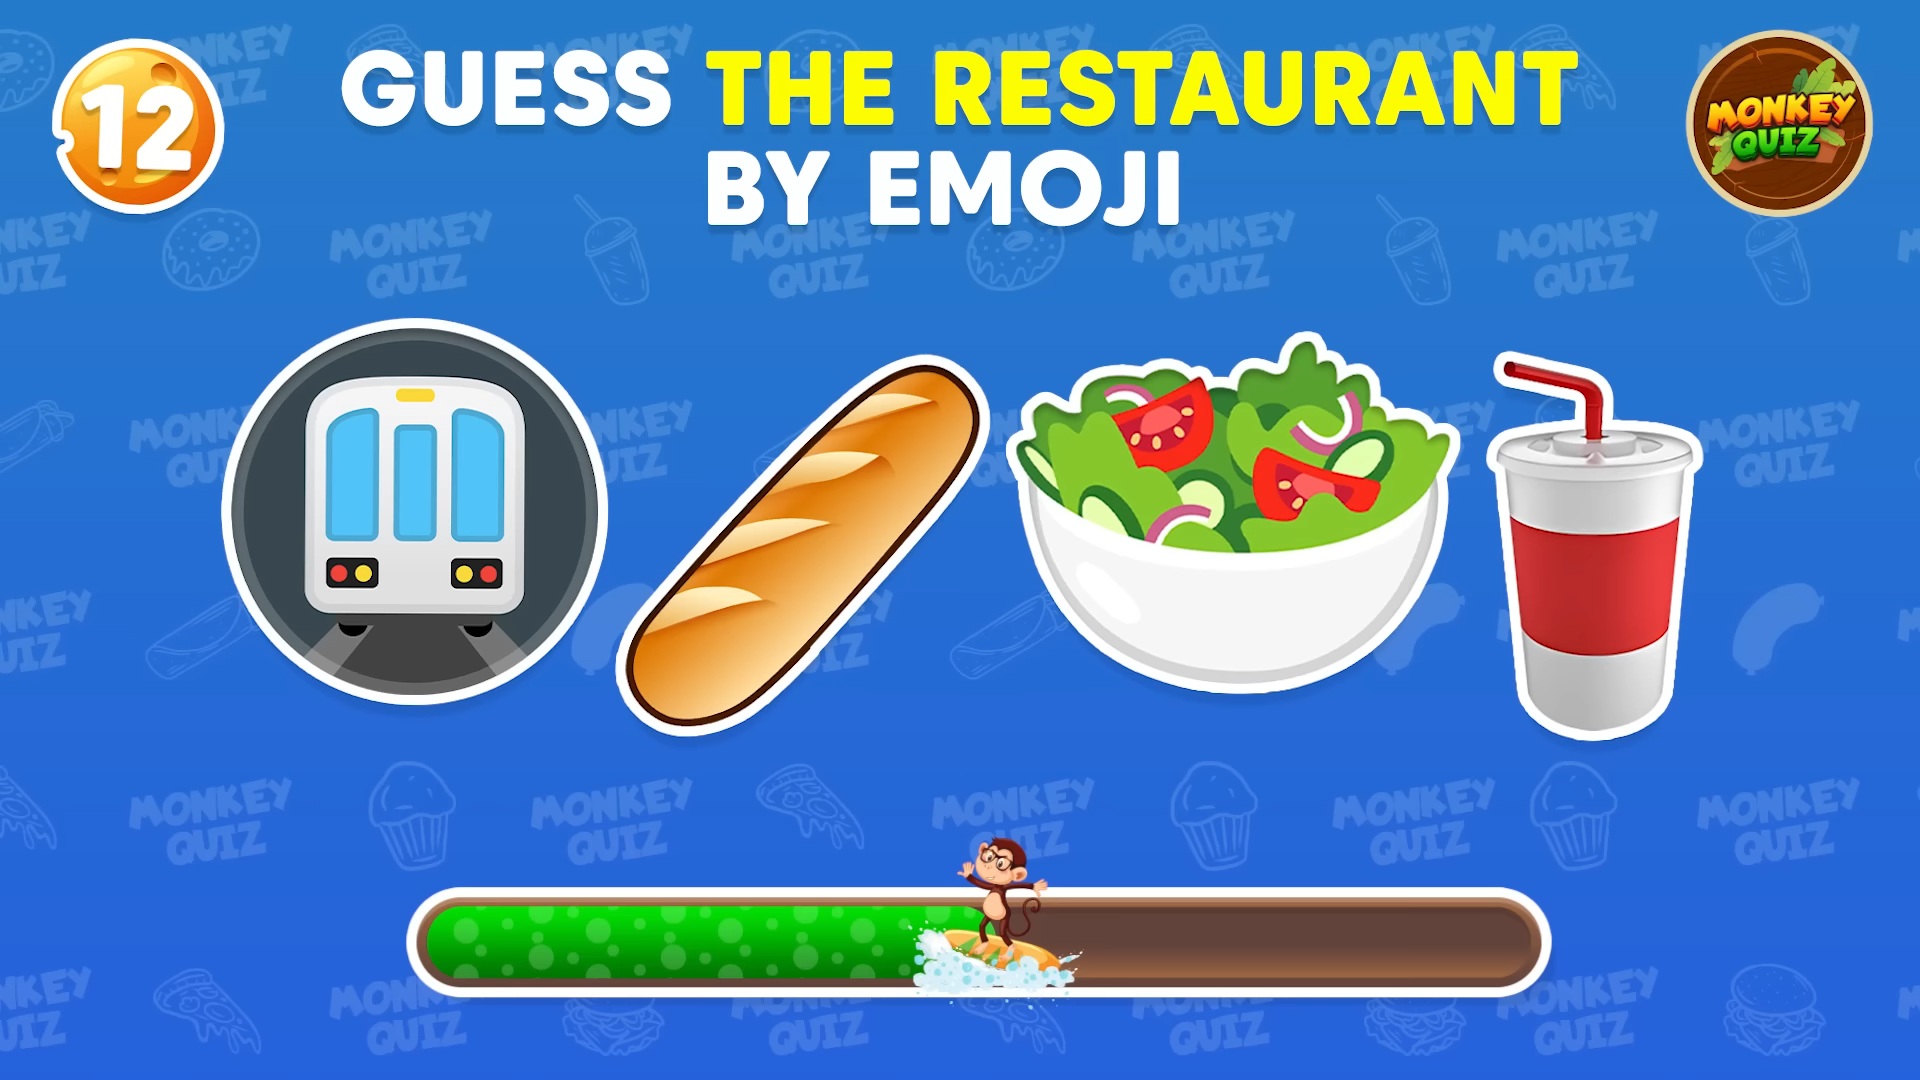 12
GUESS THE RESTAURANT
BY EMOJI
MONKEY
QUIZ